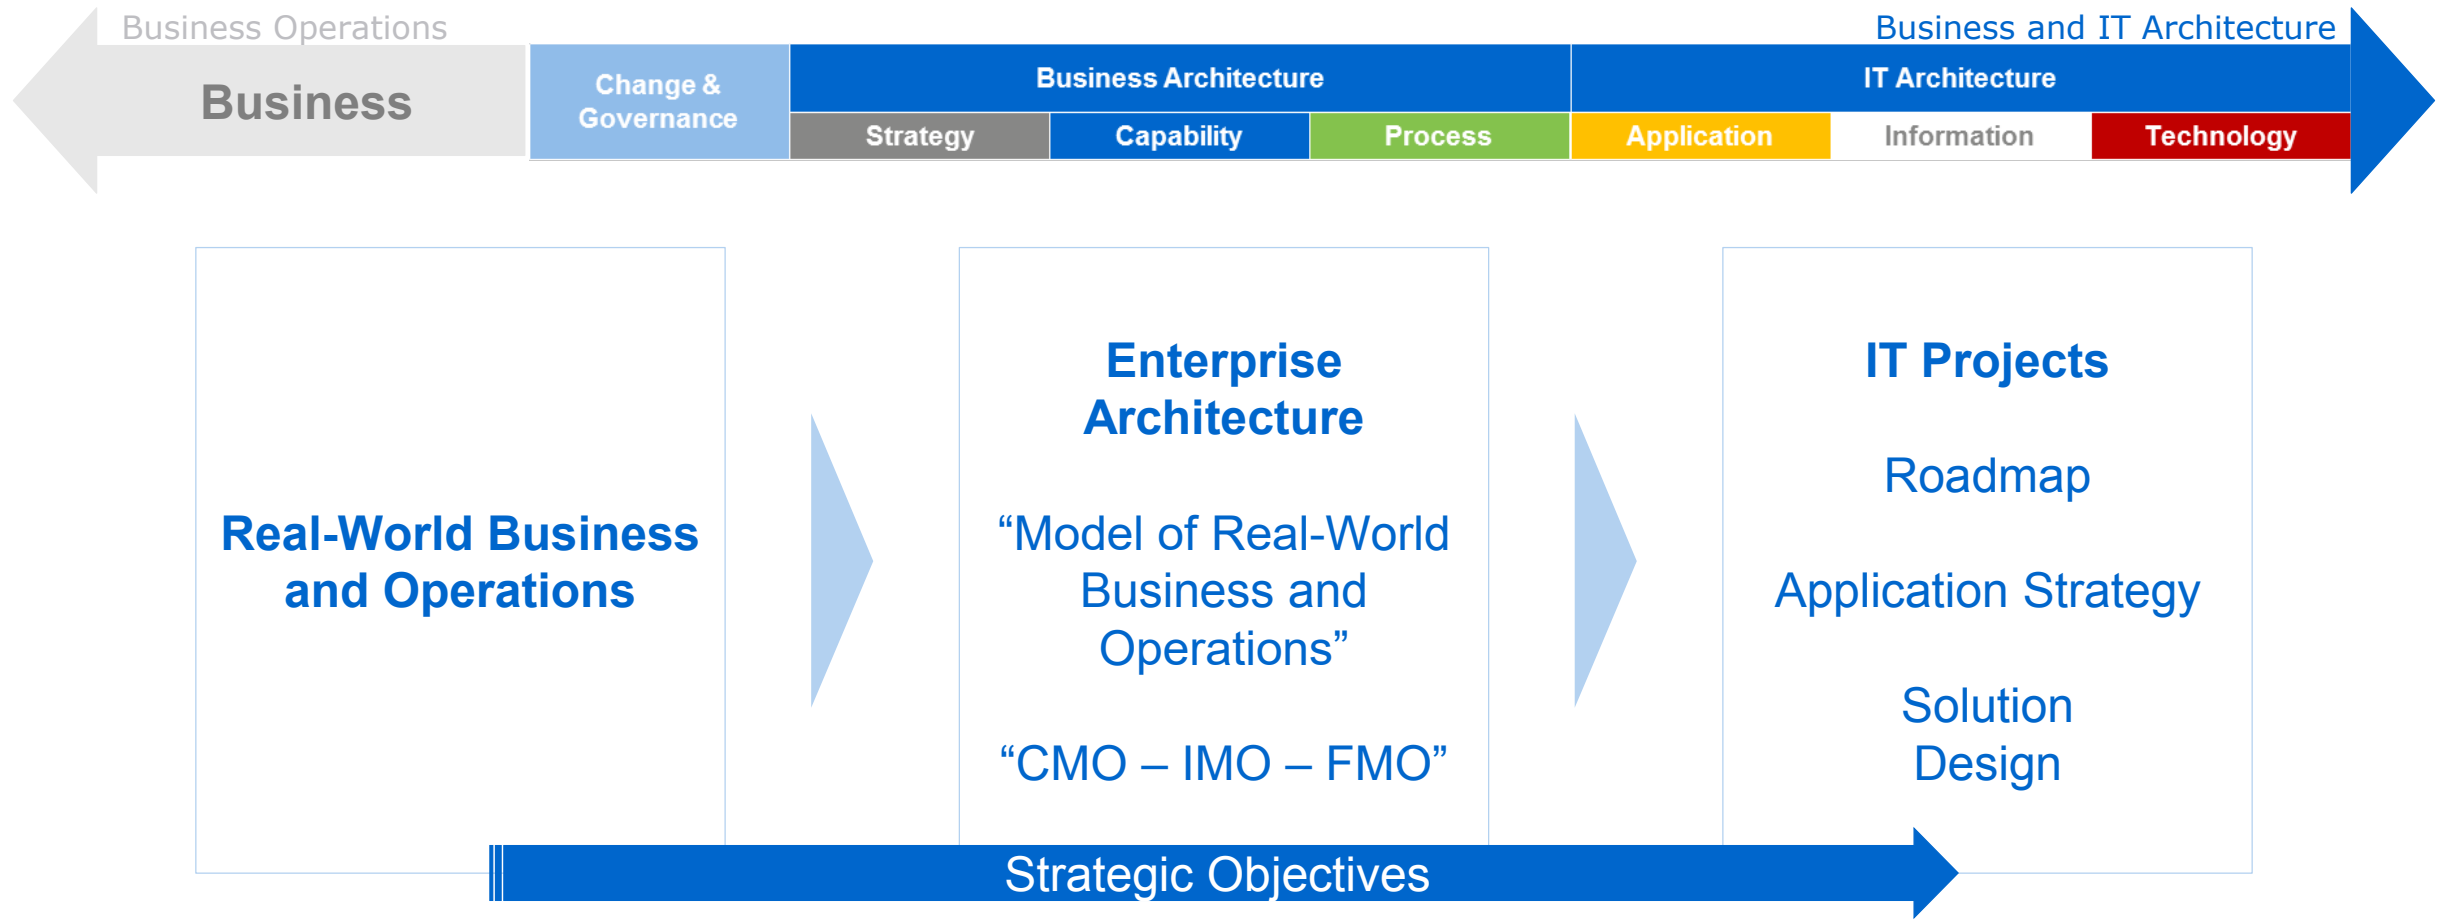 Business Operations
Business and IT Architecture
Business
Change &
Governance
Business Architecture
IT Architecture
Strategy
Capability
Process
Application
Information
Technology
Real-World Business
and Operations
Enterprise
Architecture
“Model of Real-World
Business and
Operations”
“CMO – IMO – FMO”
IT Projects
Roadmap
Application Strategy
Solution
Design
Strategic Objectives